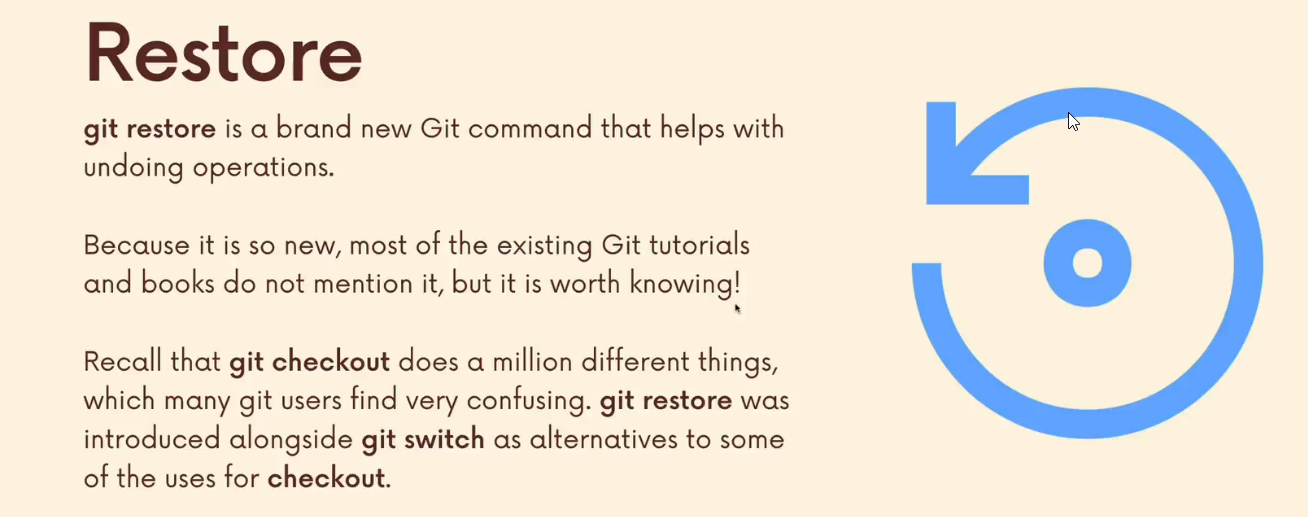 Restore
git restore is a brand new Git command that helps with
undoing operations.
Because it is so new, most of the existing Git tutorials
and books do not mention it, but it is worth knowing!
Recall that git checkout does a million different things,
which many git users find very confusing. git restore was
introduced alongside git switch as alternatives to some
of the uses for checkout.